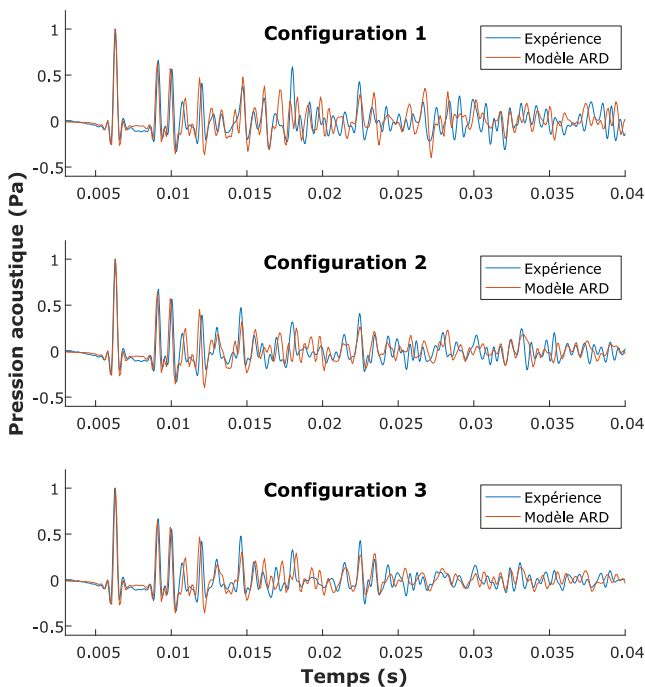 Configuration 1
Expérience
Modèle ARD
1
0.5
0
-0.5
0.005 0.01 0.015 0.02 0.025 0.03 0.035 0.04
Pression acoustique (Pa)
Configuration 2
Expérience
Modèle ARD
1
0.5
0
-0.5
0.005 0.01 0.015 0.02 0.025 0.03 0.035 0.04
Configuration 3
Expérience
Modèle ARD
1
0.5
0
-0.5
0.005 0.01 0.015 0.02 0.025 0.03 0.035 0.04
Temps (s)